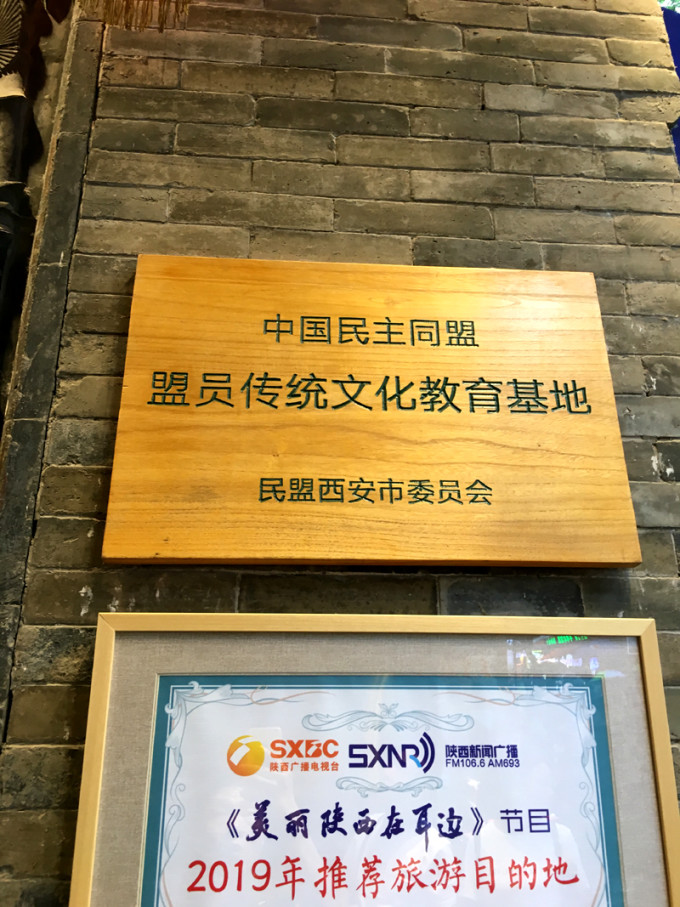 中国民主同盟
盟员传统文化教育基地
民盟西安市委员会
SXBC
陕西广播电视台
SXNR
陕西新闻广播
FM106.6 AM693
《美丽陕西在耳边》节目
2019年推荐旅游目的地